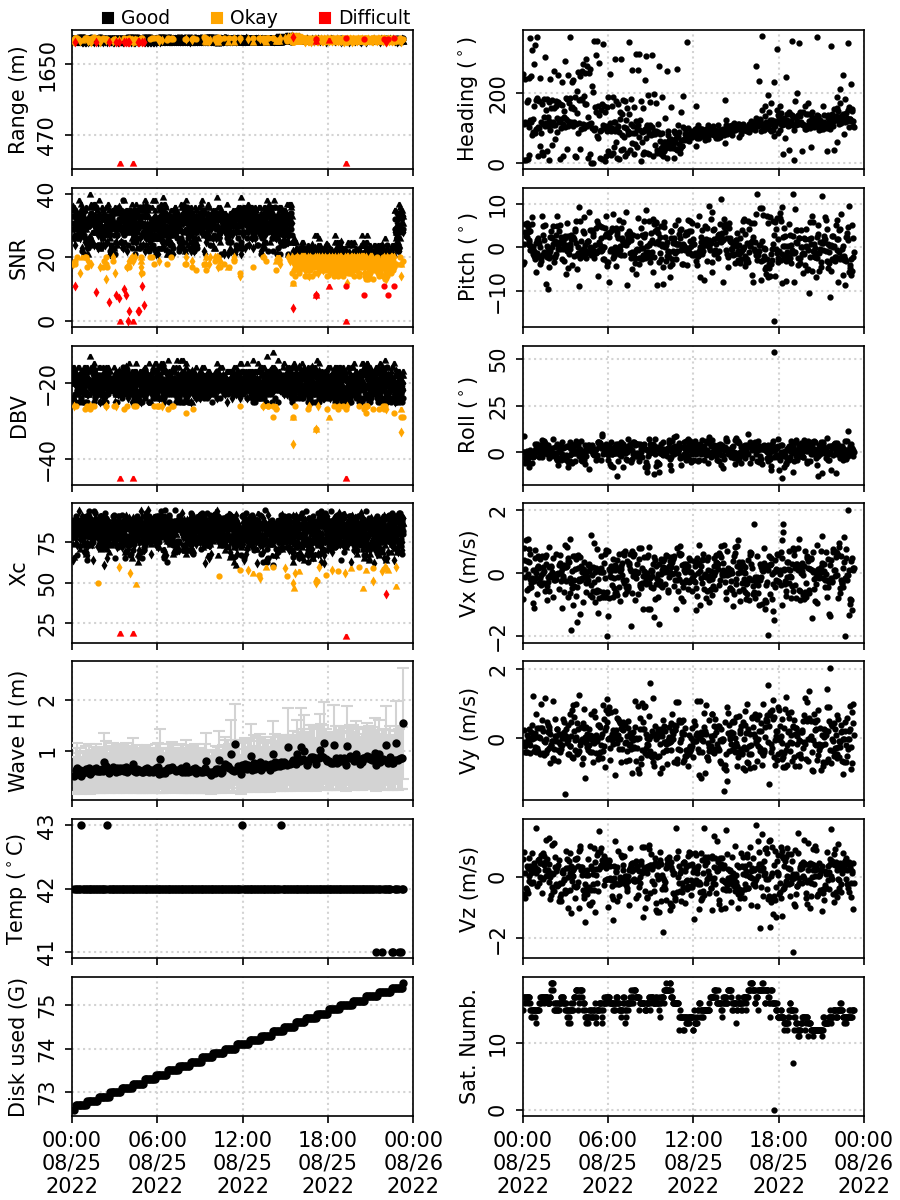 Good Okay Difficult
Range (m)
1650
470
Heading (°)
200
0
SNR
40
20
0
Pitch (°)
10
0
−10
DBV
−20
−40
Roll (°)
50
25
0
Xc
75
50
25
Vx (m/s)
2
0
−2
Wave H (m)
2
1
Vy (m/s)
2
0
Temp (°C)
43
42
41
Vz (m/s)
0
−2
Disk used (G)
75
74
73
Sat. Numb.
10
0
00:00 06:00 12:00 18:00 00:00
08/25 08/25 08/25 08/25 08/26
2022 2022 2022 2022 2022
00:00 06:00 12:00 18:00 00:00
08/25 08/25 08/25 08/25 08/26
2022 2022 2022 2022 2022